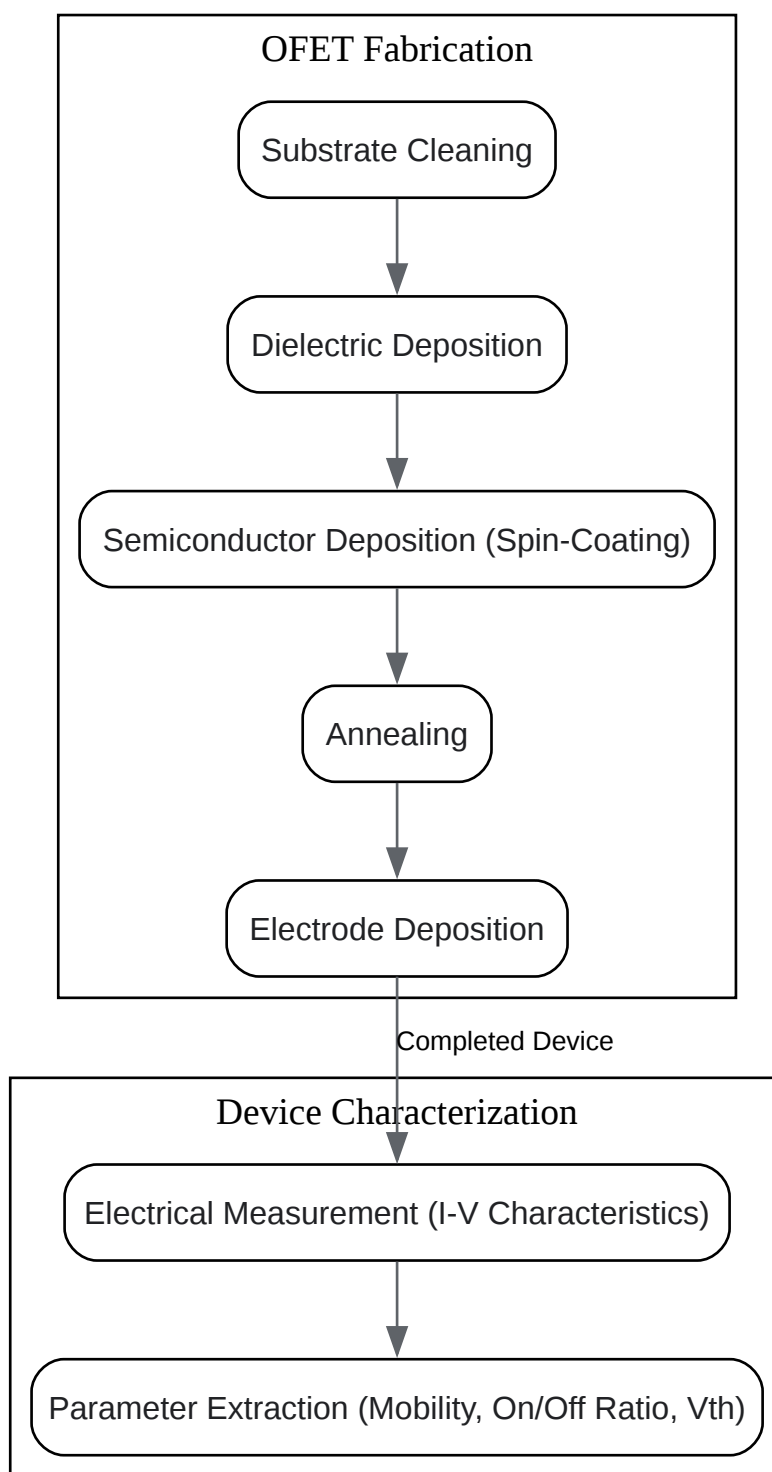 OFET Fabrication
Substrate Cleaning
Dielectric Deposition
Semiconductor Deposition (Spin-Coating)
Annealing
Electrode Deposition
Completed Device
Device Characterization
Electrical Measurement (I-V Characteristics)
Parameter Extraction (Mobility, On/Off Ratio, Vth)